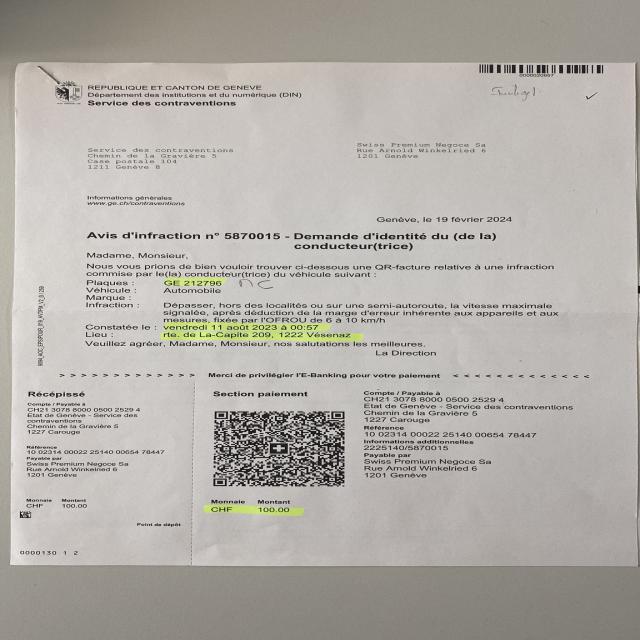 REPUBLIQUE ET CANTON DE GENEVE
Département des institutions et du numérique (DIN)
Service des contraventions
Service des contraventions
Chemin de la Gravière 5
Case postale 104
1211 Genève 8
Swiss Premium Negoce Sa
Rue Arnold Winkelried 6
1201 Genève
Informations générales
www.ge.ch/contraventions
Genève, le 19 février 2024
Avis d'infraction n° 5870015 - Demande d'identité du (de la)
conducteur(trice)
Madame, Monsieur,
Nous vous prions de bien vouloir trouver ci-dessous une QR-facture relative à une infraction
commise par le(la) conducteur(trice) du véhicule suivant :
Plaques : GE 212796
Véhicule : Automobile
Marque :
Infraction : Dépasser, hors des localités ou sur une semi-autoroute, la vitesse maximale
signalée, après déduction de la marge d'erreur inhérente aux appareils et aux
mesures, fixée par l'OFROU de 6 à 10 km/h
Constatée le : vendredi 11 août 2023 à 00:57
Lieu : rte. de La-Capite 209, 1222 Vésenaz
Veuillez agréer, Madame, Monsieur, nos salutations les meilleures.
La Direction
> > > > > > > > > > > > > Merci de privilégier l'E-Banking pour votre paiement < < < < < < < < < < < < <
Récépissé
Compte / Payable à
CH21 3078 8000 0500 2529 4
Etat de Genève - Service des
contraventions
Chemin de la Gravière 5
1227 Carouge
Référence
10 02314 00022 25140 00654 78447
Payable par
Swiss Premium Negoce Sa
Rue Arnold Winkelried 6
1201 Genève
Monnaie Montant
CHF 100.00
Point de dépôt
Section paiement
Monnaie Montant
CHF 100.00
Compte / Payable à
CH21 3078 8000 0500 2529 4
Etat de Genève - Service des contraventions
Chemin de la Gravière 5
1227 Carouge
Référence
10 02314 00022 25140 00654 78447
Informations additionnelles
2225140/5870015
Payable par
Swiss Premium Negoce Sa
Rue Arnold Winkelried 6
1201 Genève
0000130 1 2